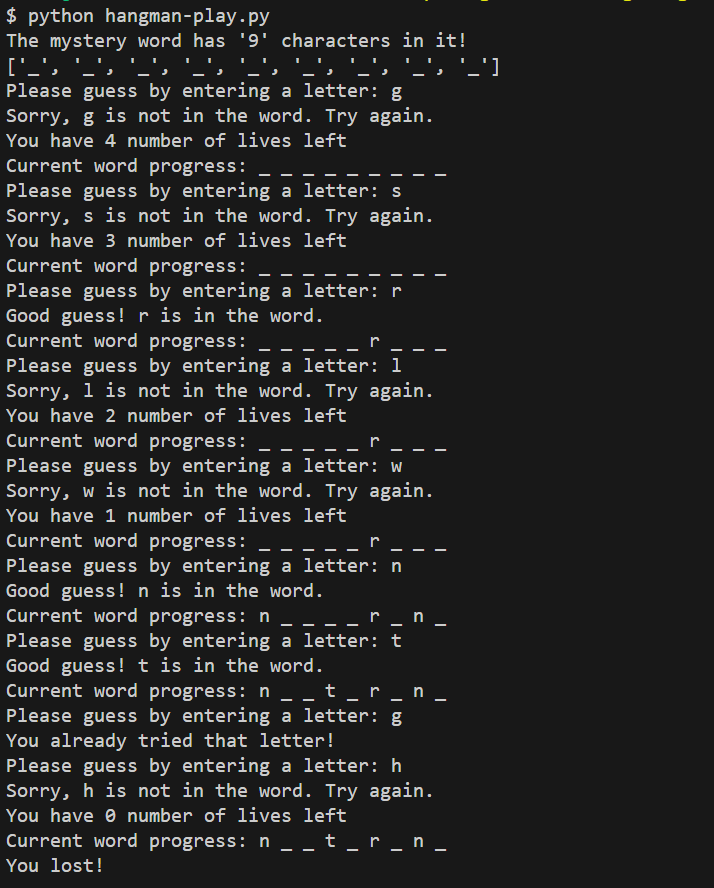 $ python hangman-play.py
The mystery word has '9' characters in it!
['_', '_', '_', '_', '_', '_', '_', '_', '_']
Please guess by entering a letter: g
Sorry, g is not in the word. Try again.
You have 4 number of lives left
Current word progress: _ _ _ _ _ _ _ _ _
Please guess by entering a letter: s
Sorry, s is not in the word. Try again.
You have 3 number of lives left
Current word progress: _ _ _ _ _ _ _ _ _
Please guess by entering a letter: r
Good guess! r is in the word.
Current word progress: _ _ _ _ _ r _ _ _
Please guess by entering a letter: l
Sorry, l is not in the word. Try again.
You have 2 number of lives left
Current word progress: _ _ _ _ _ r _ _ _
Please guess by entering a letter: w
Sorry, w is not in the word. Try again.
You have 1 number of lives left
Current word progress: _ _ _ _ _ r _ _ _
Please guess by entering a letter: n
Good guess! n is in the word.
Current word progress: n _ _ _ _ r _ n _
Please guess by entering a letter: t
Good guess! t is in the word.
Current word progress: n _ _ t _ r _ n _
Please guess by entering a letter: g
You already tried that letter!
Please guess by entering a letter: h
Sorry, h is not in the word. Try again.
You have 0 number of lives left
Current word progress: n _ _ t _ r _ n _
You lost!